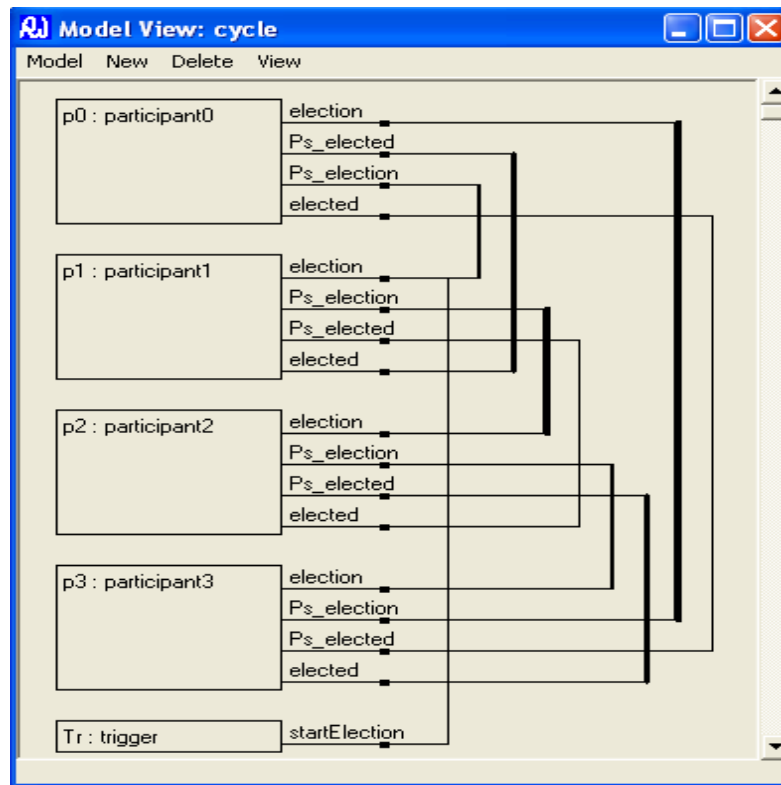 Model View: cycle
Model New Delete View
p0 : participant0
election
Ps_elected
Ps_election
elected
p1 : participant1
election
Ps_election
Ps_elected
elected
p2 : participant2
election
Ps_election
Ps_elected
elected
p3 : participant3
election
Ps_election
Ps_elected
elected
Tr : trigger
startElection